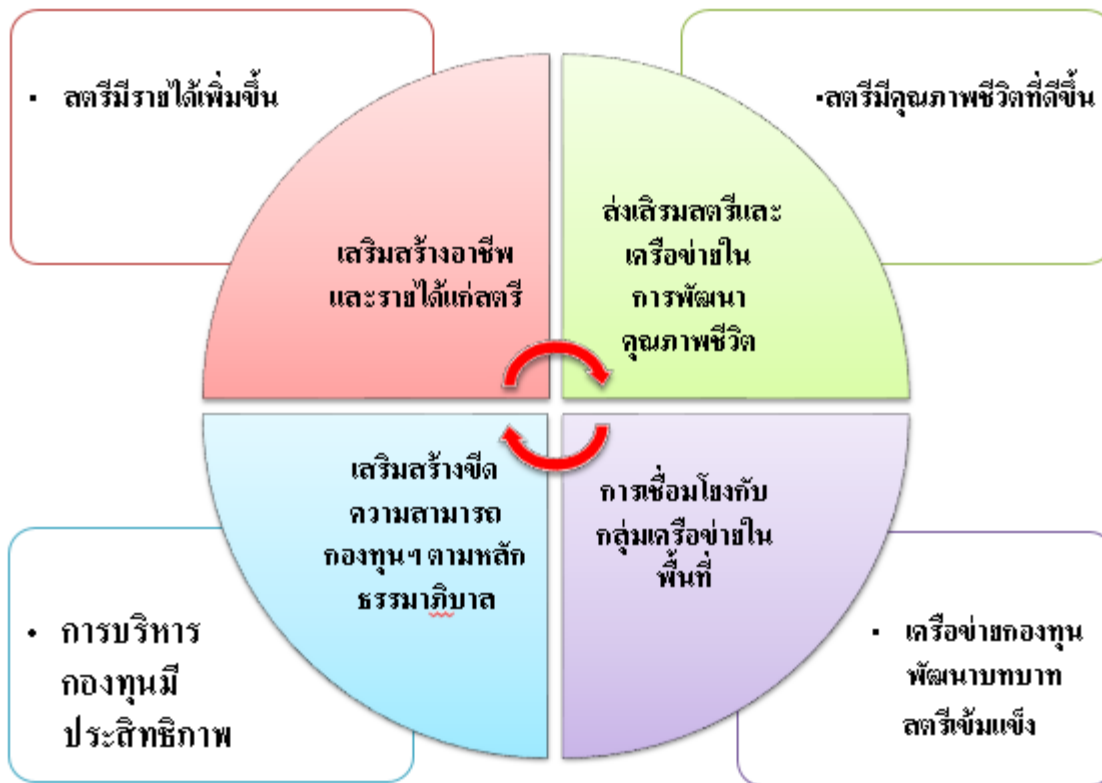 • สตรีมีรายได้เพิ่มขึ้น
•สตรีมีคุณภาพชีวิตที่ดีขึ้น
เสริมสร้างอาชีพ
และรายได้แก่สตรี
ส่งเสิรมสตรีและ
เครือข่ายใน
การพัฒนา
คุณภาพชีวิต
เสริมสร้างขีด
ความสามารถ
กองทุนฯ ตามหลัก
ธรรมาภิบาล
การเชื่อมโยงกับ
กลุ่มเครือข่ายใน
พื้นที่
• การบริหาร
กองทุนมี
ประสิทธิภาพ
• เครือข่ายกองทุน
พัฒนาบทบาท
สตรีเข้มแข็ง